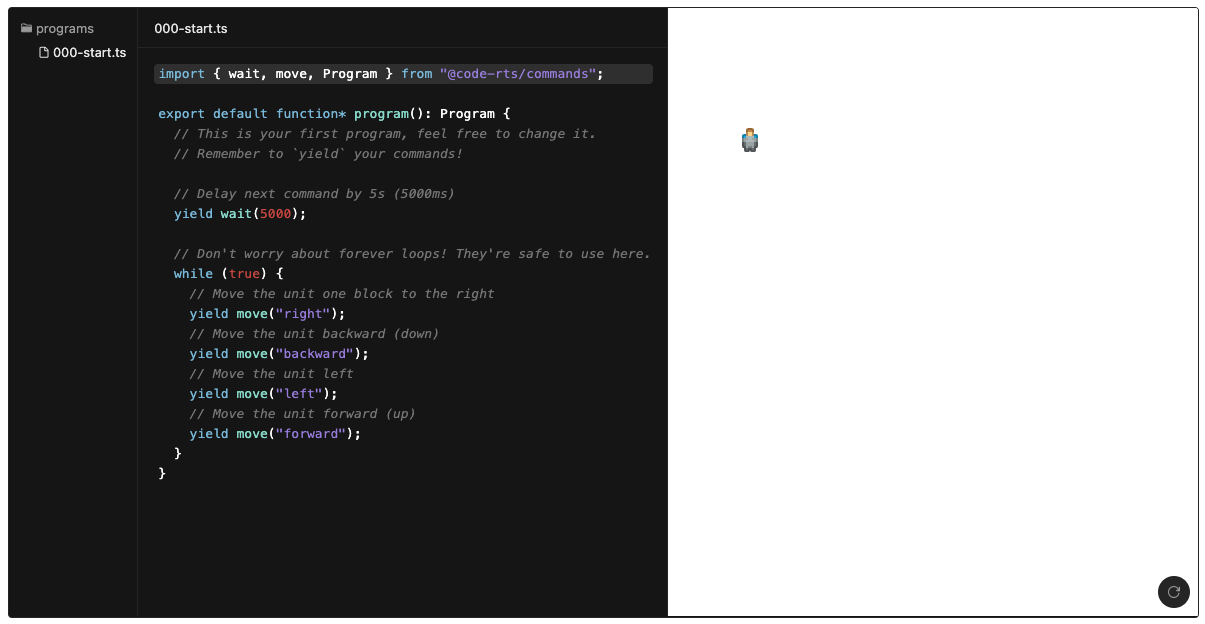 programs
000-start.ts
000-start.ts
import { wait, move, Program } from "@code-rts/commands";
export default function* program(): Program {
// This is your first program, feel free to change it.
// Remember to `yield` your commands!
// Delay next command by 5s (5000ms)
yield wait(5000);
// Don't worry about forever loops! They're safe to use here.
while (true) {
// Move the unit one block to the right
yield move("right");
// Move the unit backward (down)
yield move("backward");
// Move the unit left
yield move("left");
// Move the unit forward (up)
yield move("forward");
}
}